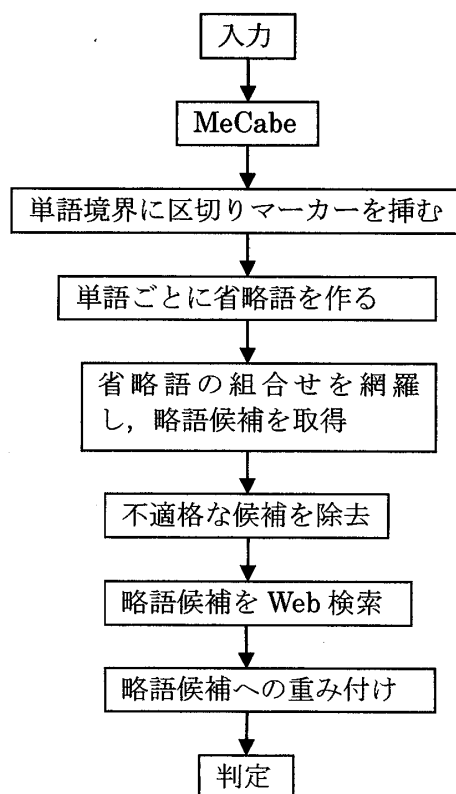 入力
MeCabe
単語境界に区切りマーカーを挿む
単語ごとに省略語を作る
省略語の組合せを網羅
し，略語候補を取得
不適格な候補を除去
略語候補を Web 検索
略語候補への重み付け
判定